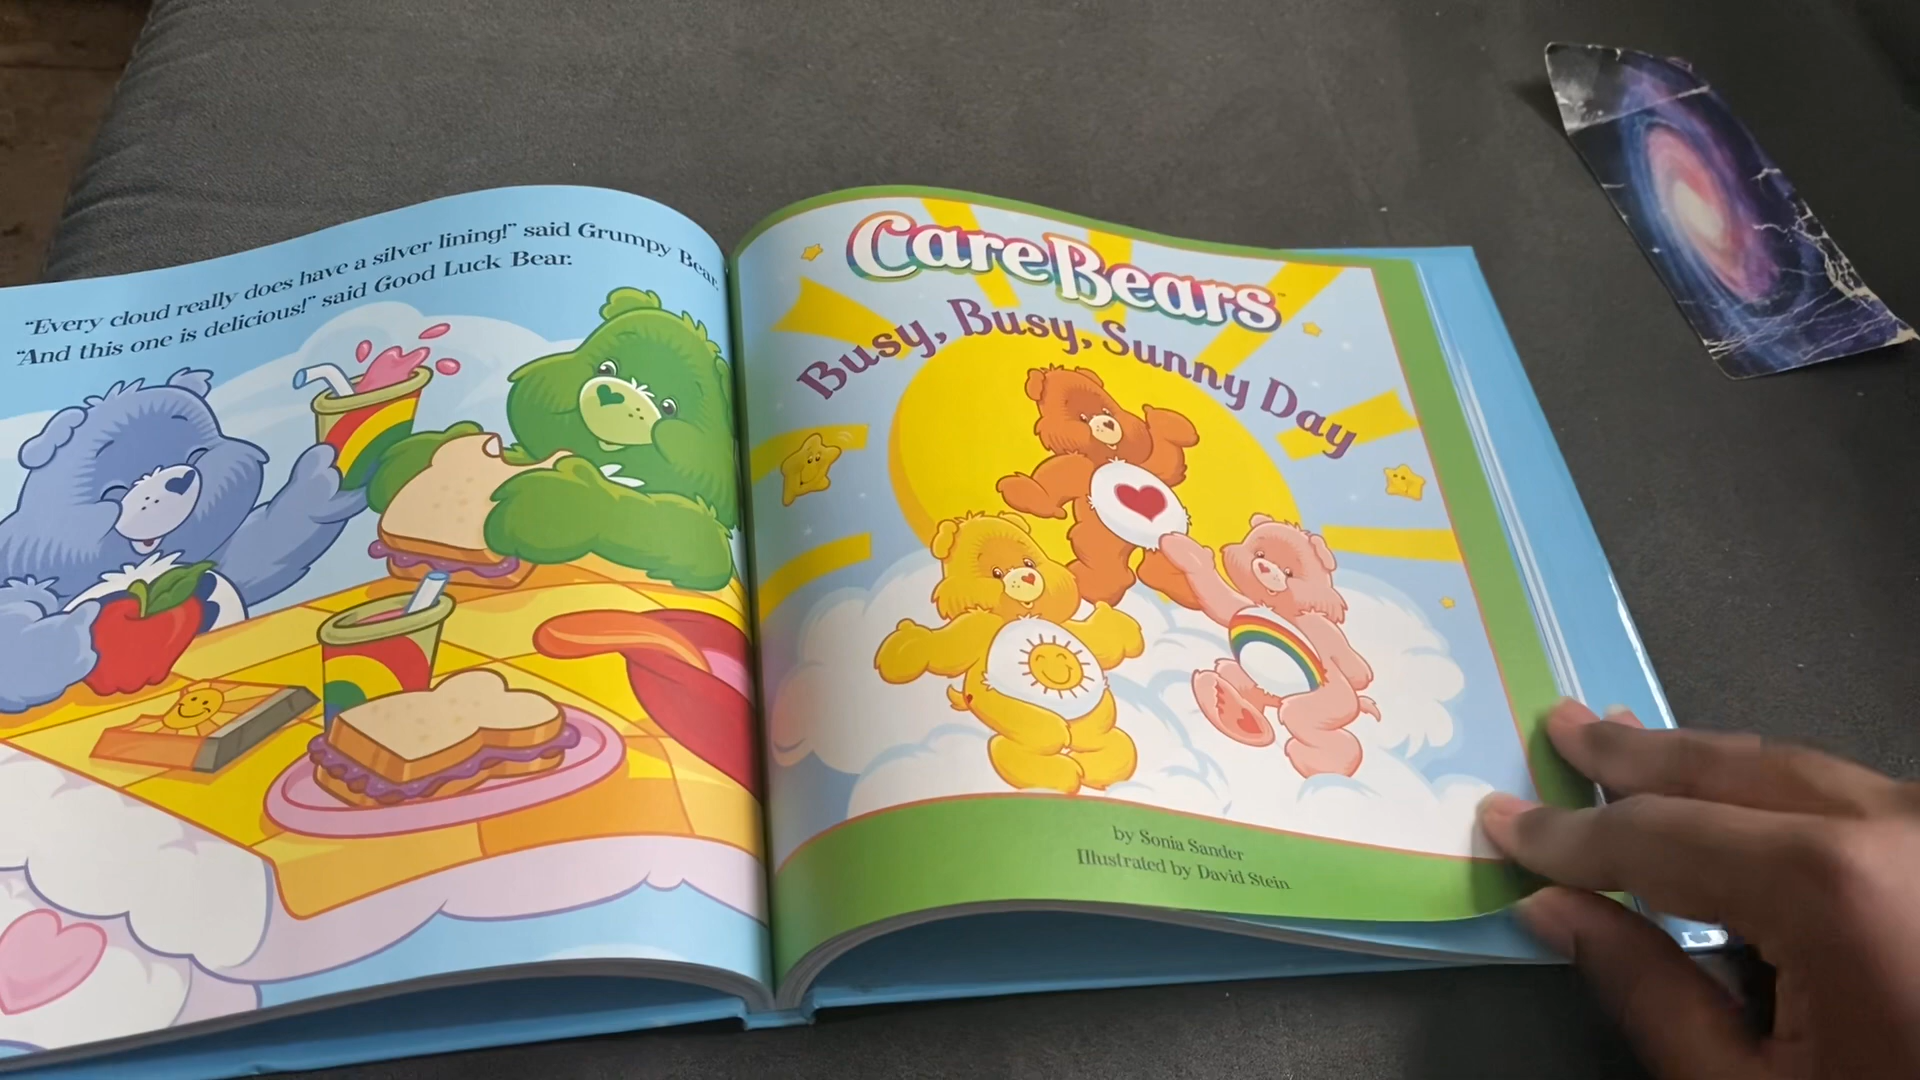 “Every cloud really does have a silver lining!” said Grumpy Bear.
“And this one is delicious!” said Good Luck Bear.
Care Bears™
Busy, Busy, Sunny Day
by Sonia Sander
Illustrated by David Stein